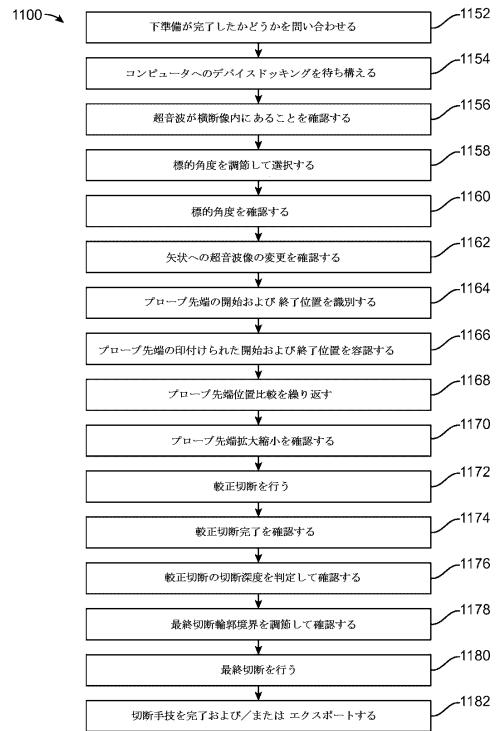 1100
下準備が完了したかどうかを問い合わせる 1152
コンピュータへのデバイスドッキングを待ち構える 1154
超音波が横断像内にあることを確認する 1156
標的角度を調節して選択する 1158
標的角度を確認する 1160
矢状への超音波像の変更を確認する 1162
プローブ先端の開始および 終了位置を識別する 1164
プローブ先端の印付けられた開始および終了位置を容認する 1166
プローブ先端位置比較を繰り返す 1168
プローブ先端拡大縮小を確認する 1170
較正切断を行う 1172
較正切断完了を確認する 1174
較正切断の切断深度を判定して確認する 1176
最終切断輪郭境界を調節して確認する 1178
最終切断を行う 1180
切断手技を完了および／または エクスポートする 1182